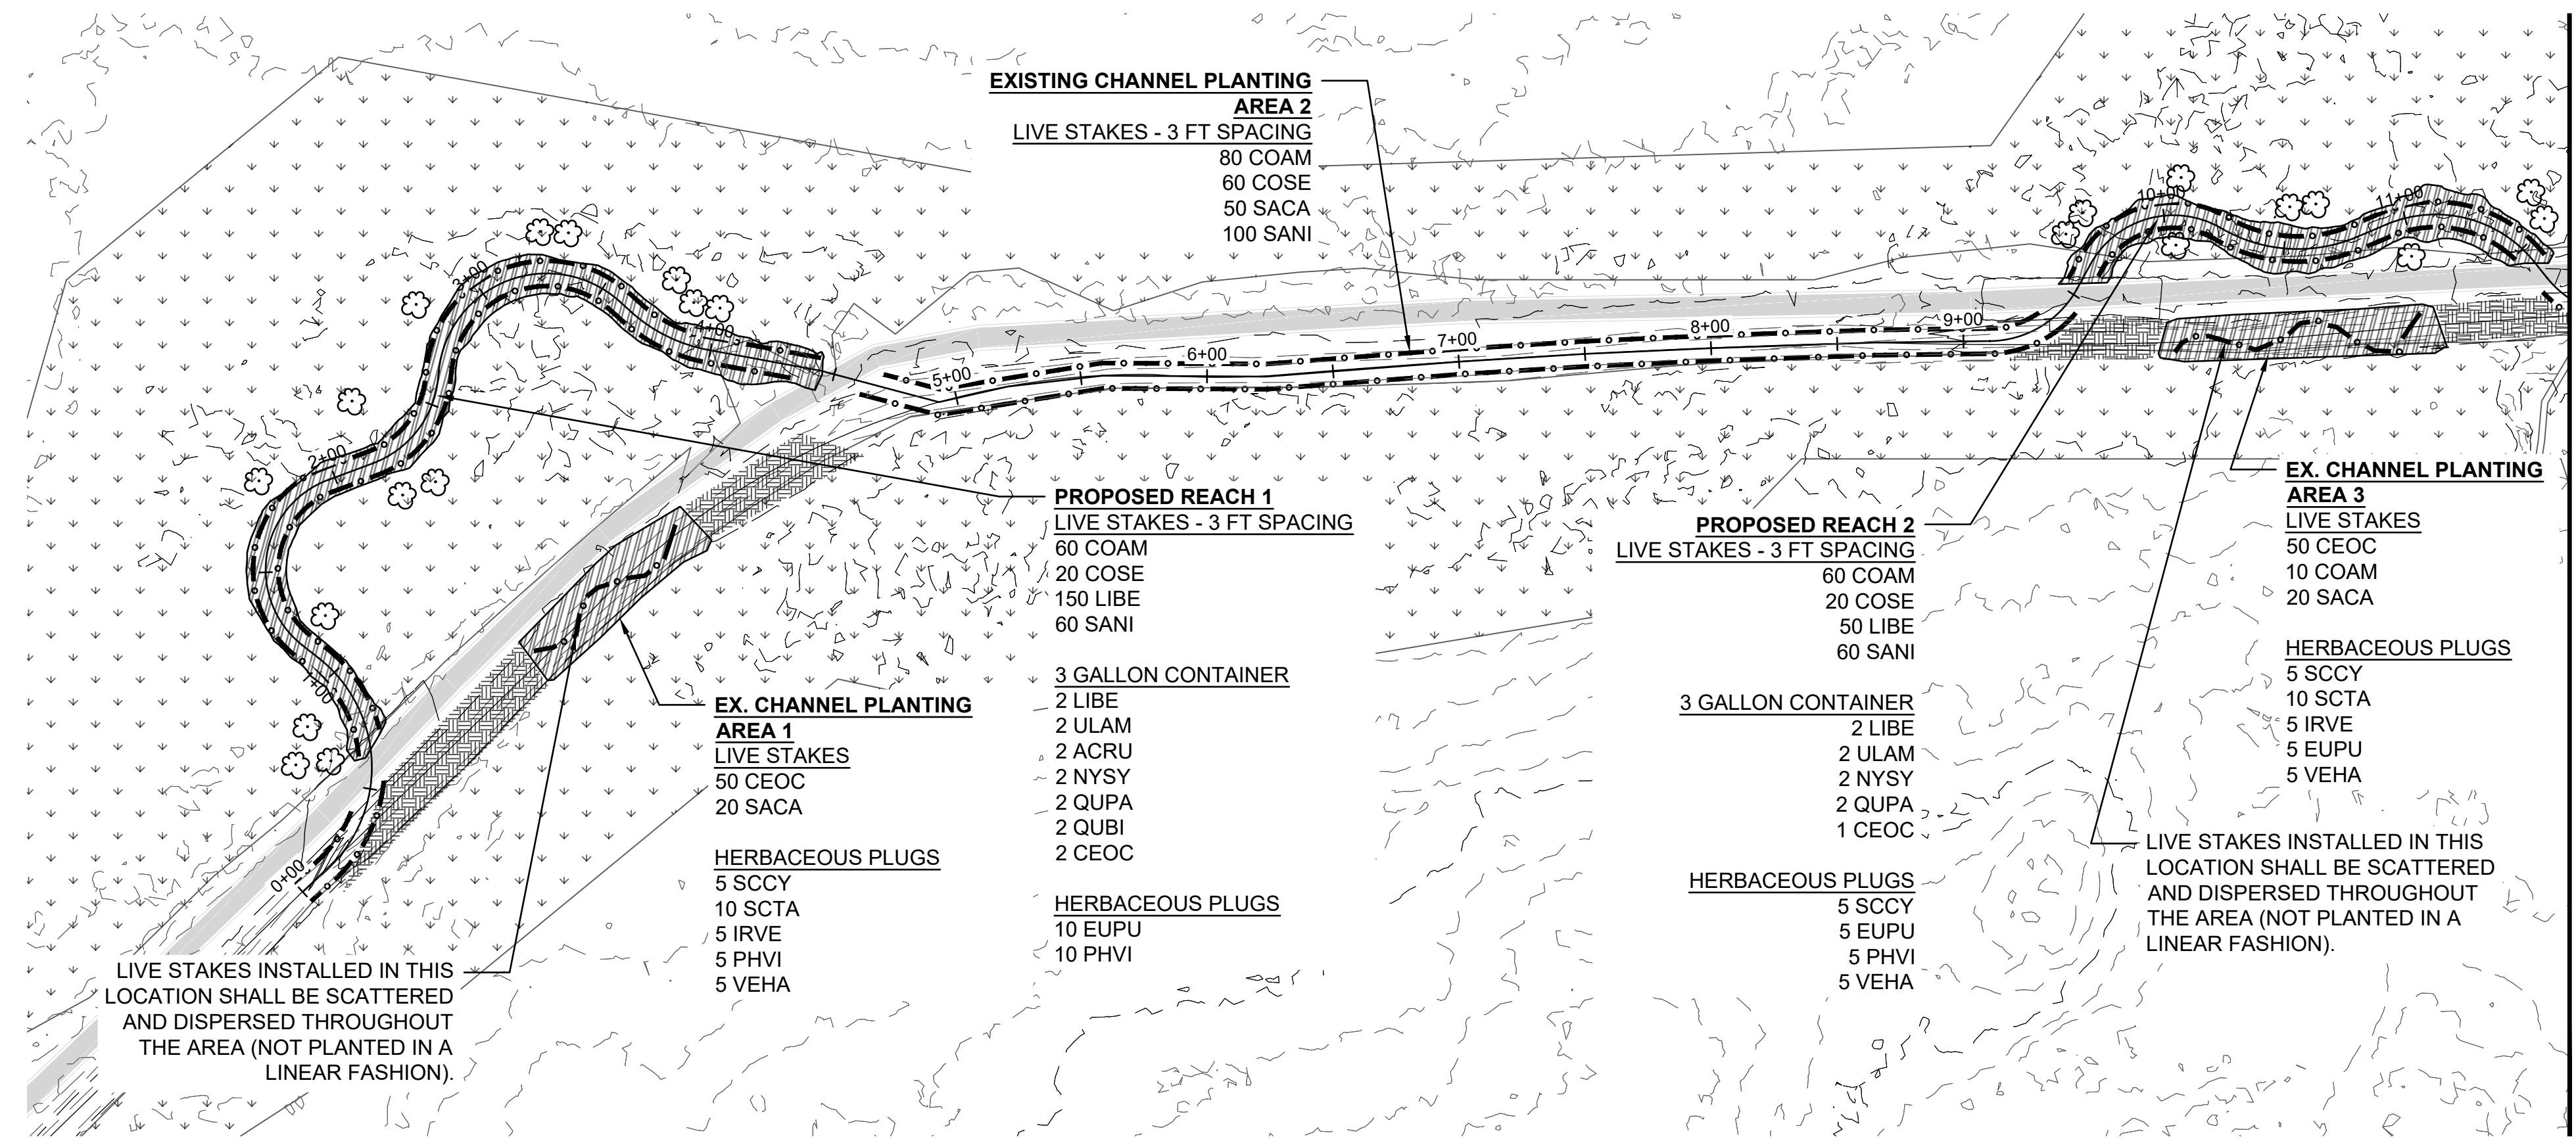 EXISTING CHANNEL PLANTING
AREA 2
LIVE STAKES - 3 FT SPACING
80 COAM
60 COSE
50 SACA
100 SANI
0+00
1+00
2+00
3+00
4+00
5+00
6+00
7+00
8+00
9+00
10+00
11+00
PROPOSED REACH 1
LIVE STAKES - 3 FT SPACING
60 COAM
20 COSE
150 LIBE
60 SANI
3 GALLON CONTAINER
2 LIBE
2 ULAM
2 ACRU
2 NYSY
2 QUPA
2 QUBI
2 CEOC
HERBACEOUS PLUGS
10 EUPU
10 PHVI
EX. CHANNEL PLANTING
AREA 1
LIVE STAKES
50 CEOC
20 SACA
HERBACEOUS PLUGS
5 SCCY
10 SCTA
5 IRVE
5 PHVI
5 VEHA
LIVE STAKES INSTALLED IN THIS
LOCATION SHALL BE SCATTERED
AND DISPERSED THROUGHOUT
THE AREA (NOT PLANTED IN A
LINEAR FASHION).
PROPOSED REACH 2
LIVE STAKES - 3 FT SPACING
60 COAM
20 COSE
50 LIBE
60 SANI
3 GALLON CONTAINER
2 LIBE
2 ULAM
2 NYSY
2 QUPA
1 CEOC
HERBACEOUS PLUGS
5 SCCY
5 EUPU
5 PHVI
5 VEHA
EX. CHANNEL PLANTING
AREA 3
LIVE STAKES
50 CEOC
10 COAM
20 SACA
HERBACEOUS PLUGS
5 SCCY
10 SCTA
5 IRVE
5 EUPU
5 VEHA
LIVE STAKES INSTALLED IN THIS
LOCATION SHALL BE SCATTERED
AND DISPERSED THROUGHOUT
THE AREA (NOT PLANTED IN A
LINEAR FASHION).